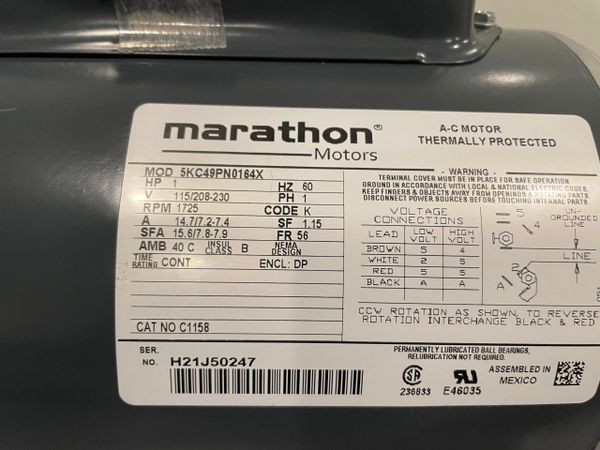 marathon®
Motors
A-C MOTOR
THERMALLY PROTECTED
MOD 5KC49PN0164X
HP 1 HZ 60
V 115/208-230 PH 1
RPM 1725 CODE K
A 14.7/7.2-7.4 SF 1.15
SFA 15.6/7.8-7.9 FR 56
AMB 40 C INSUL CLASS B NEMA DESIGN
TIME RATING CONT ENCL: DP
CAT NO C1158
- WARNING -
TERMINAL COVER MUST BE IN PLACE FOR SAFE OPERATION
GROUND IN ACCORDANCE WITH LOCAL & NATIONAL ELECTRIC CODES
KEEP FINGERS & OBJECTS AWAY FROM OPENINGS & ROTATING PARTS
DISCONNECT POWER SOURCES BEFORE TOUCHING INTERNAL PARTS
VOLTAGE CONNECTIONS
LEAD LOW VOLT HIGH VOLT
BROWN 5 4
WHITE 2 5
RED 5 5
BLACK A A
5
4
2
A
UN-GROUNDED LINE
LINE
CCW ROTATION AS SHOWN, TO REVERSE
ROTATION INTERCHANGE BLACK & RED
SER.
NO. H21J50247
PERMANENTLY LUBRICATED BALL BEARINGS,
RELUBRICATION NOT REQUIRED.
236833
E46035
ASSEMBLED IN
MEXICO